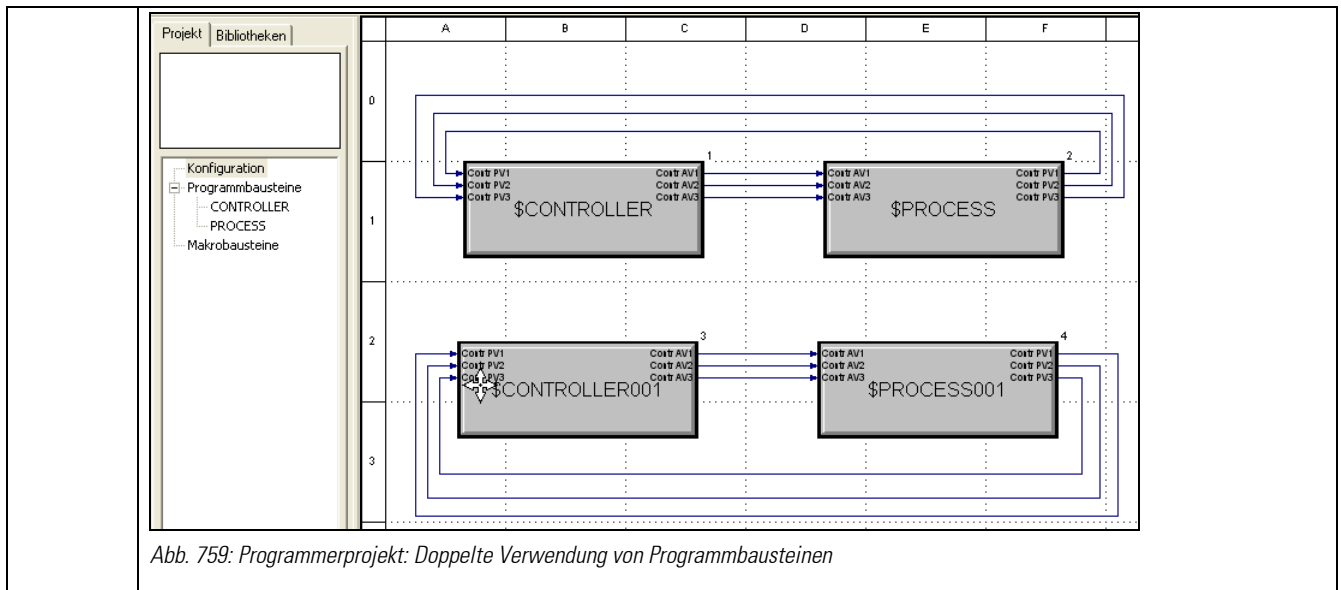 Projekt Bibliotheken
A B C D E F
0
1
2
3
Konfiguration
Programmbausteine
CONTROLLER
PROCESS
Makrobausteine
1
Contr PV1 Contr AV1
Contr PV2 Contr AV2
Contr PV3 Contr AV3
$CONTROLLER
2
Contr AV1 Contr PV1
Contr AV2 Contr PV2
Contr AV3 Contr PV3
$PROCESS
3
Contr PV1 Contr AV1
Contr PV2 Contr AV2
Contr PV3 Contr AV3
$CONTROLLER001
4
Contr AV1 Contr PV1
Contr AV2 Contr PV2
Contr AV3 Contr PV3
$PROCESS001
Abb. 759: Programmerprojekt: Doppelte Verwendung von Programmbausteinen